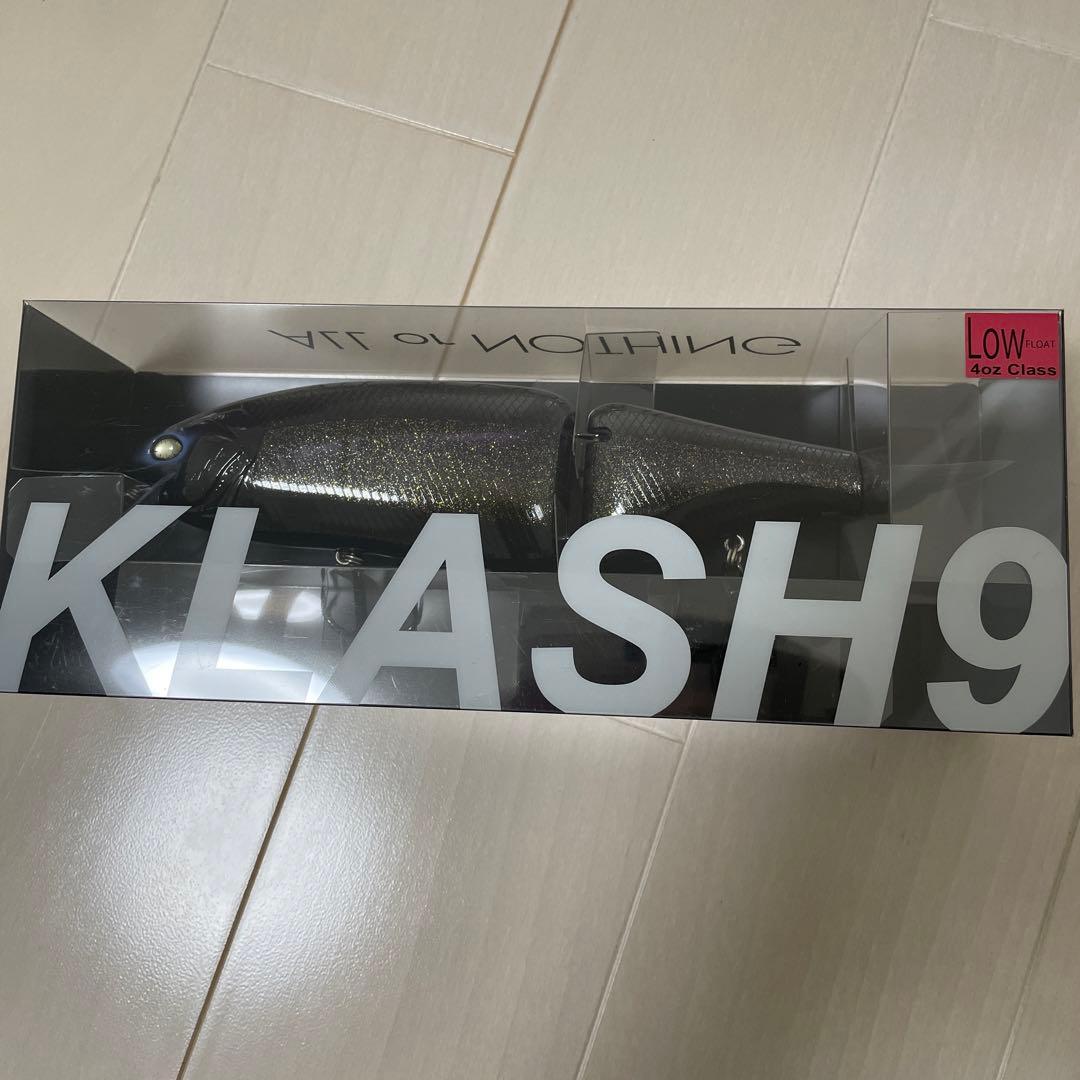 ALL or NOTHING
LOW FLOAT
4oz Class
KLASH9